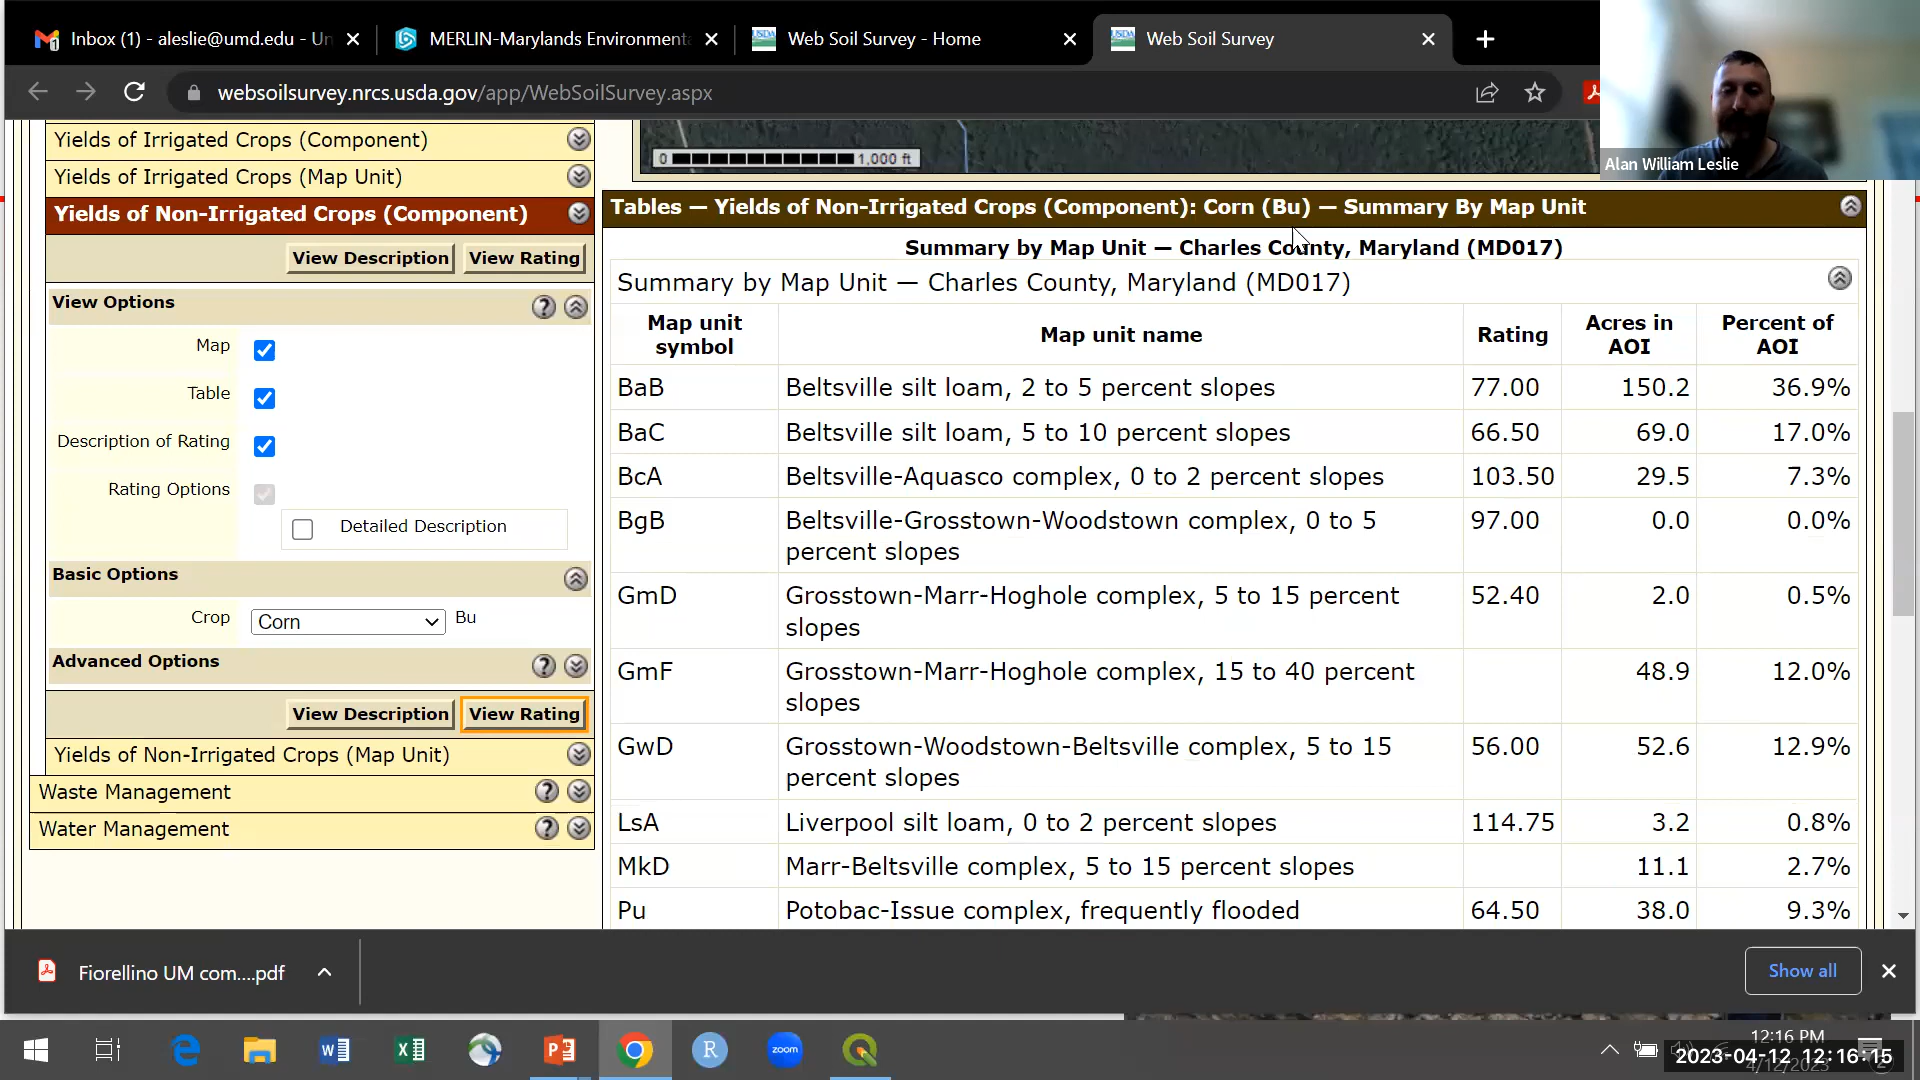 Inbox (1) - aleslie@umd.edu - Un
MERLIN-Marylands Environmenta
Web Soil Survey - Home
Web Soil Survey
websoilsurvey.nrcs.usda.gov/app/WebSoilSurvey.aspx
Alan William Leslie
Yields of Irrigated Crops (Component)
Yields of Irrigated Crops (Map Unit)
Yields of Non-Irrigated Crops (Component)
View Description View Rating
View Options
Map
Table
Description of Rating
Rating Options
Detailed Description
Basic Options
Crop Corn Bu
Advanced Options
View Description View Rating
Yields of Non-Irrigated Crops (Map Unit)
Waste Management
Water Management
0 1,000 ft
Tables — Yields of Non-Irrigated Crops (Component): Corn (Bu) — Summary By Map Unit
Summary by Map Unit — Charles County, Maryland (MD017)
Summary by Map Unit — Charles County, Maryland (MD017)
Map unit symbol Map unit name Rating Acres in AOI Percent of AOI
BaB Beltsville silt loam, 2 to 5 percent slopes 77.00 150.2 36.9%
BaC Beltsville silt loam, 5 to 10 percent slopes 66.50 69.0 17.0%
BcA Beltsville-Aquasco complex, 0 to 2 percent slopes 103.50 29.5 7.3%
BgB Beltsville-Grosstown-Woodstown complex, 0 to 5 97.00 0.0 0.0%
percent slopes
GmD Grosstown-Marr-Hoghole complex, 5 to 15 percent 52.40 2.0 0.5%
slopes
GmF Grosstown-Marr-Hoghole complex, 15 to 40 percent 48.9 12.0%
slopes
GwD Grosstown-Woodstown-Beltsville complex, 5 to 15 56.00 52.6 12.9%
percent slopes
LsA Liverpool silt loam, 0 to 2 percent slopes 114.75 3.2 0.8%
MkD Marr-Beltsville complex, 5 to 15 percent slopes 11.1 2.7%
Pu Potobac-Issue complex, frequently flooded 64.50 38.0 9.3%
Fiorellino UM com....pdf
Show all
zoom
12:16 PM
4/12/2023
2023-04-12 12:16:15